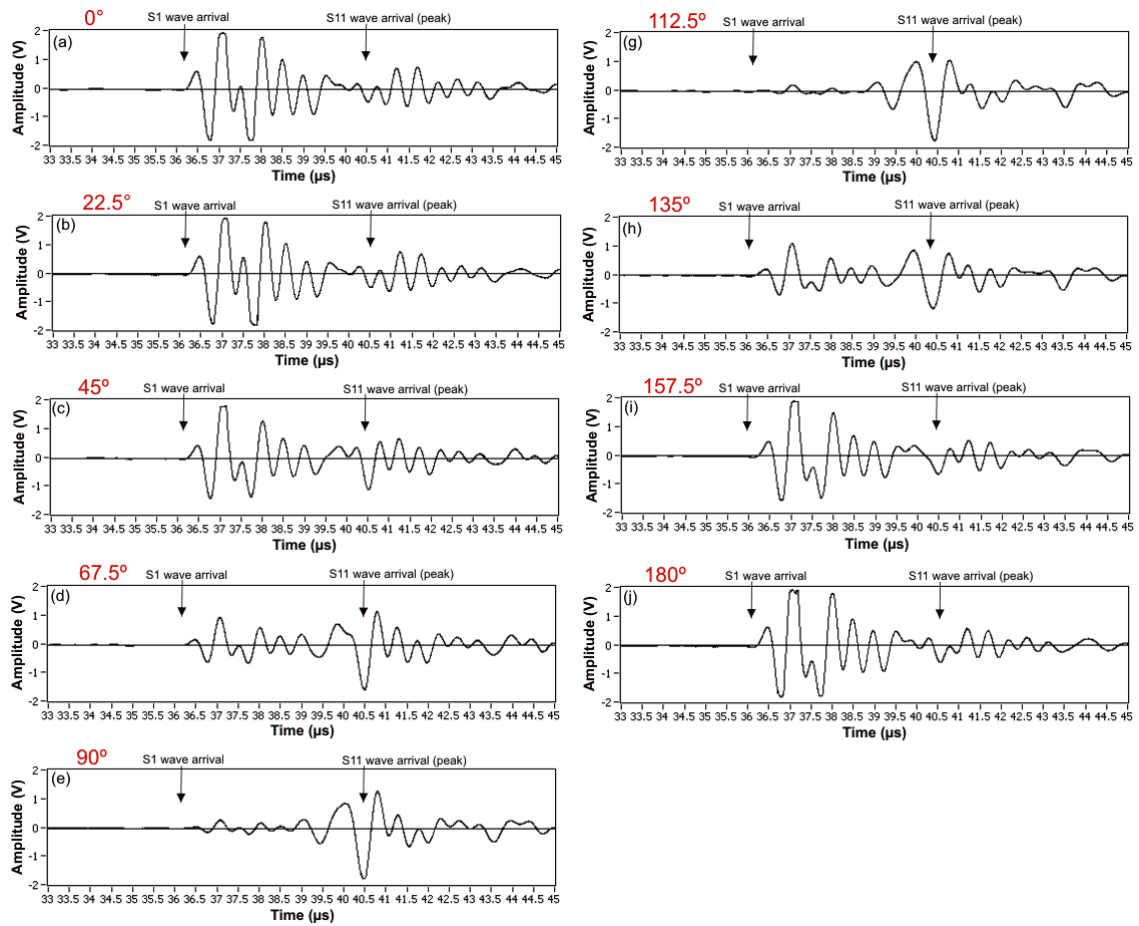 0°
S1 wave arrival
S11 wave arrival (peak)
(a)
Amplitude (V)
2
1
0
-1
-2
33 33.5 34 34.5 35 35.5 36 36.5 37 37.5 38 38.5 39 39.5 40 40.5 41 41.5 42 42.5 43 43.5 44 44.5 45
Time (µs)
22.5°
S1 wave arrival
S11 wave arrival (peak)
(b)
Amplitude (V)
2
1
0
-1
-2
33 33.5 34 34.5 35 35.5 36 36.5 37 37.5 38 38.5 39 39.5 40 40.5 41 41.5 42 42.5 43 43.5 44 44.5 45
Time (µs)
45º
S1 wave arrival
S11 wave arrival (peak)
(c)
Amplitude (V)
2
1
0
-1
-2
33 33.5 34 34.5 35 35.5 36 36.5 37 37.5 38 38.5 39 39.5 40 40.5 41 41.5 42 42.5 43 43.5 44 44.5 45
Time (µs)
67.5º
S1 wave arrival
S11 wave arrival (peak)
(d)
Amplitude (V)
2
1
0
-1
-2
33 33.5 34 34.5 35 35.5 36 36.5 37 37.5 38 38.5 39 39.5 40 40.5 41 41.5 42 42.5 43 43.5 44 44.5 45
Time (µs)
90º
S1 wave arrival
S11 wave arrival (peak)
(e)
Amplitude (V)
2
1
0
-1
-2
33 33.5 34 34.5 35 35.5 36 36.5 37 37.5 38 38.5 39 39.5 40 40.5 41 41.5 42 42.5 43 43.5 44 44.5 45
Time (µs)
112.5º
S1 wave arrival
S11 wave arrival (peak)
(g)
Amplitude (V)
2
1
0
-1
-2
33 33.5 34 34.5 35 35.5 36 36.5 37 37.5 38 38.5 39 39.5 40 40.5 41 41.5 42 42.5 43 43.5 44 44.5 45
Time (µs)
135º
S1 wave arrival
S11 wave arrival (peak)
(h)
Amplitude (V)
2
1
0
-1
-2
33 33.5 34 34.5 35 35.5 36 36.5 37 37.5 38 38.5 39 39.5 40 40.5 41 41.5 42 42.5 43 43.5 44 44.5 45
Time (µs)
157.5º
S1 wave arrival
S11 wave arrival (peak)
(i)
Amplitude (V)
2
1
0
-1
-2
33 33.5 34 34.5 35 35.5 36 36.5 37 37.5 38 38.5 39 39.5 40 40.5 41 41.5 42 42.5 43 43.5 44 44.5 45
Time (µs)
180º
S1 wave arrival
S11 wave arrival (peak)
(j)
Amplitude (V)
2
1
0
-1
-2
33 33.5 34 34.5 35 35.5 36 36.5 37 37.5 38 38.5 39 39.5 40 40.5 41 41.5 42 42.5 43 43.5 44 44.5 45
Time (µs)